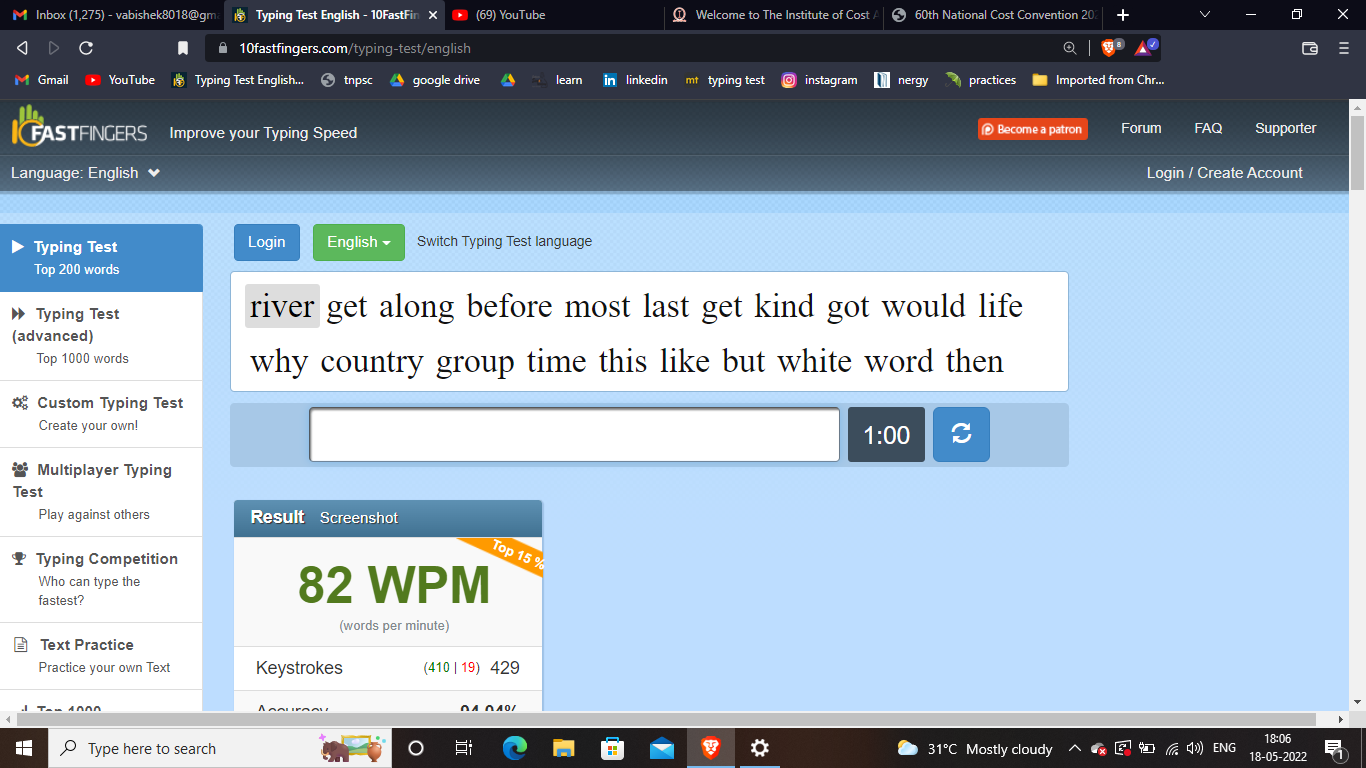 Inbox (1,275) - vabishek8018@gm
Typing Test English - 10FastFin
(69) YouTube
Welcome to The Institute of Cost A
60th National Cost Convention 202
10fastfingers.com/typing-test/english
8
Gmail
YouTube
Typing Test English...
tnpsc
google drive
learn
linkedin
mt typing test
instagram
nergy
practices
Imported from Chr...
10FASTFINGERS
Improve your Typing Speed
Become a patron
Forum
FAQ
Supporter
Language: English
Login / Create Account
Typing Test
Top 200 words
Typing Test
(advanced)
Top 1000 words
Custom Typing Test
Create your own!
Multiplayer Typing
Test
Play against others
Typing Competition
Who can type the
fastest?
Text Practice
Practice your own Text
Top 1000
Login
English
Switch Typing Test language
river get along before most last get kind got would life
why country group time this like but white word then
1:00
Result Screenshot
Top 15 %
82 WPM
(words per minute)
Keystrokes (410 | 19) 429
Accuracy 94.04%
Type here to search
31°C Mostly cloudy
ENG
18:06
18-05-2022
1